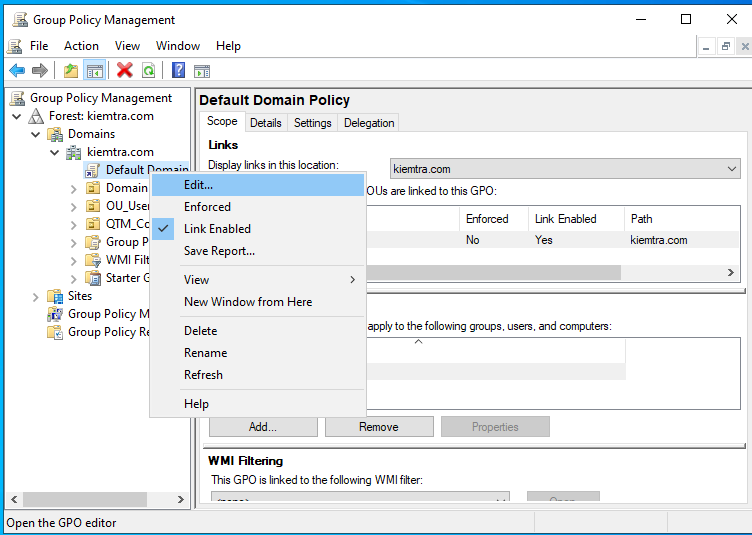 Group Policy Management
File Action View Window Help
Group Policy Management
Forest: kiemtra.com
Domains
kiemtra.com
Default Domain
Domain
OU_User
QTM_Co
Group P
WMI Filt
Starter G
Sites
Group Policy M
Group Policy Re
Edit...
Enforced
Link Enabled
Save Report...
View
New Window from Here
Delete
Rename
Refresh
Help
Default Domain Policy
Scope Details Settings Delegation
Links
Display links in this location: kiemtra.com
OUs are linked to this GPO:
Enforced Link Enabled Path
No Yes kiemtra.com
apply to the following groups, users, and computers:
Add... Remove Properties
WMI Filtering
This GPO is linked to the following WMI filter:
<none> Open
Open the GPO editor